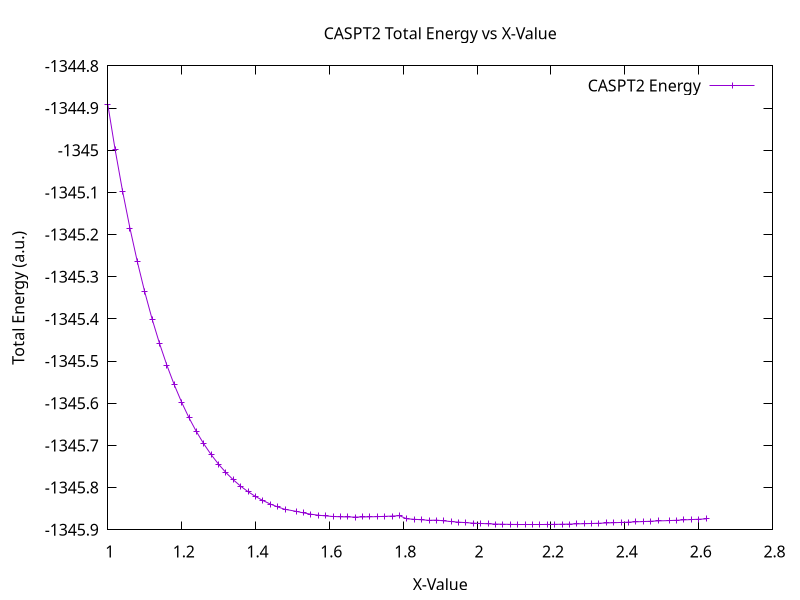 CASPT2 Total Energy vs X-Value
CASPT2 Energy
Total Energy (a.u.)
-1344.8
-1344.9
-1345
-1345.1
-1345.2
-1345.3
-1345.4
-1345.5
-1345.6
-1345.7
-1345.8
-1345.9
1 1.2 1.4 1.6 1.8 2 2.2 2.4 2.6 2.8
X-Value